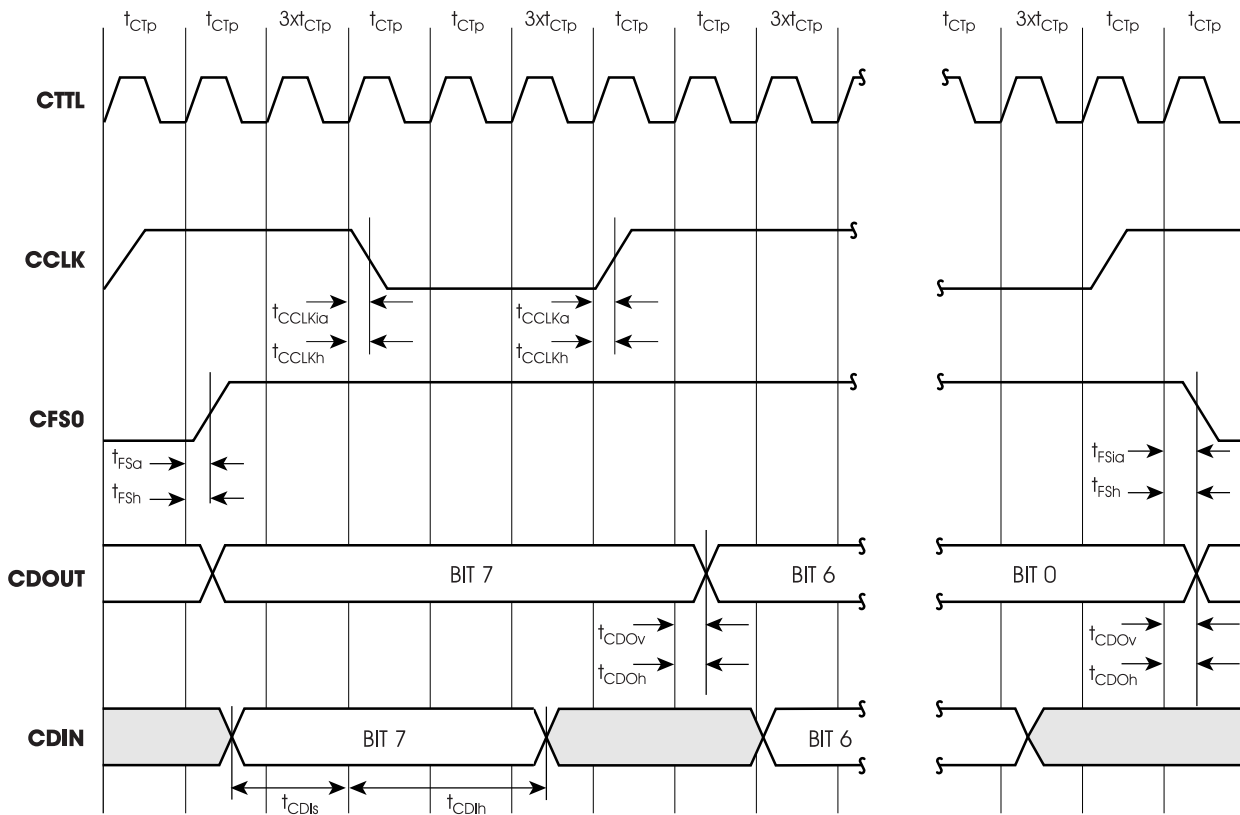 tCTp tCTp 3xtCTp tCTp tCTp 3xtCTp tCTp tCTp 3xtCTp tCTp 3xtCTp tCTp tCTp
CTTL
CCLK
tCCLKia tCCLKa
tCCLKh tCCLKh
CFS0
tFSa tFSia
tFSh tFSh
CDOUT BIT 7 BIT 6 BIT 0
tCDOv tCDOv
tCDOh tCDOh
CDIN BIT 7 BIT 6
tCDIs tCDIh